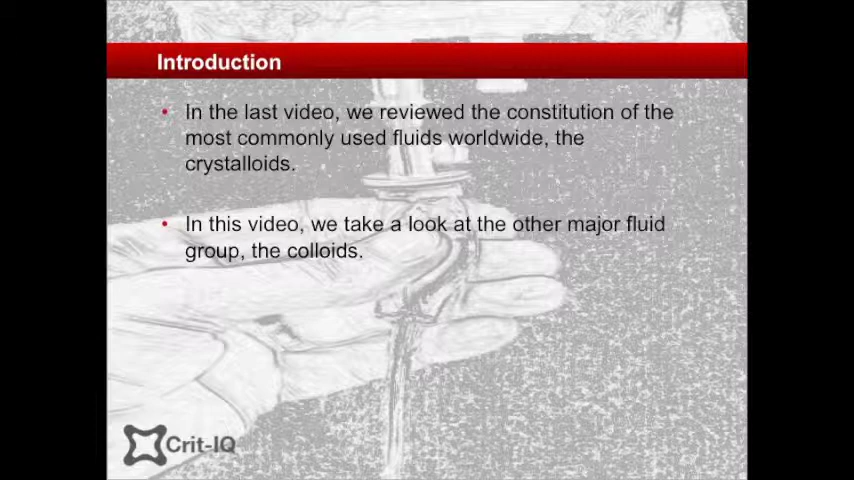 Introduction
• In the last video, we reviewed the constitution of the
most commonly used fluids worldwide, the
crystalloids.
• In this video, we take a look at the other major fluid
group, the colloids.
Crit-IQ